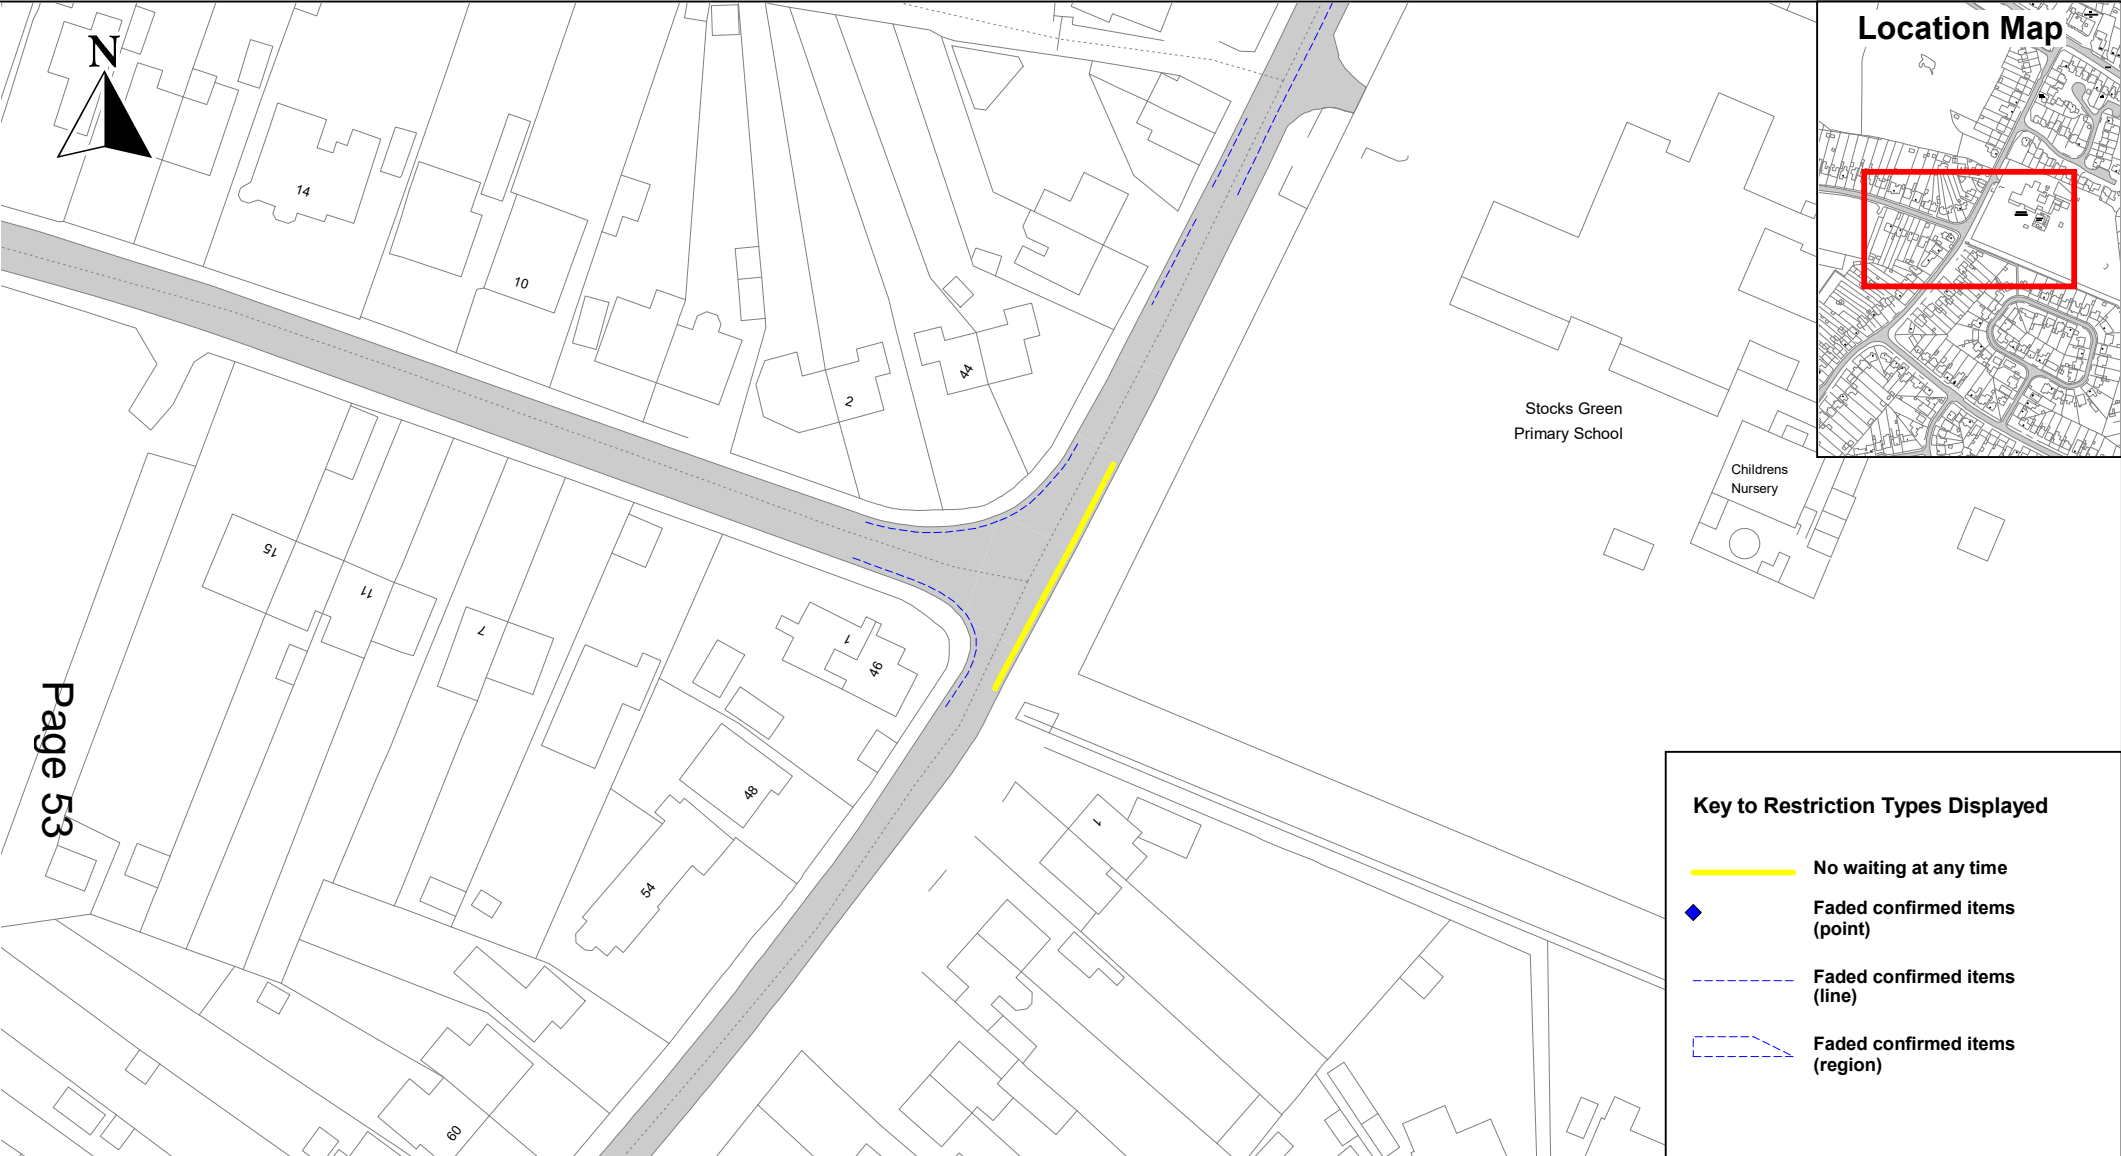 N
Location Map
14
10
2
44
Stocks Green
Primary School
Childrens
Nursery
15
11
7
1
46
48
54
60
1
Page 53
Key to Restriction Types Displayed
No waiting at any time
Faded confirmed items
(point)
Faded confirmed items
(line)
Faded confirmed items
(region)